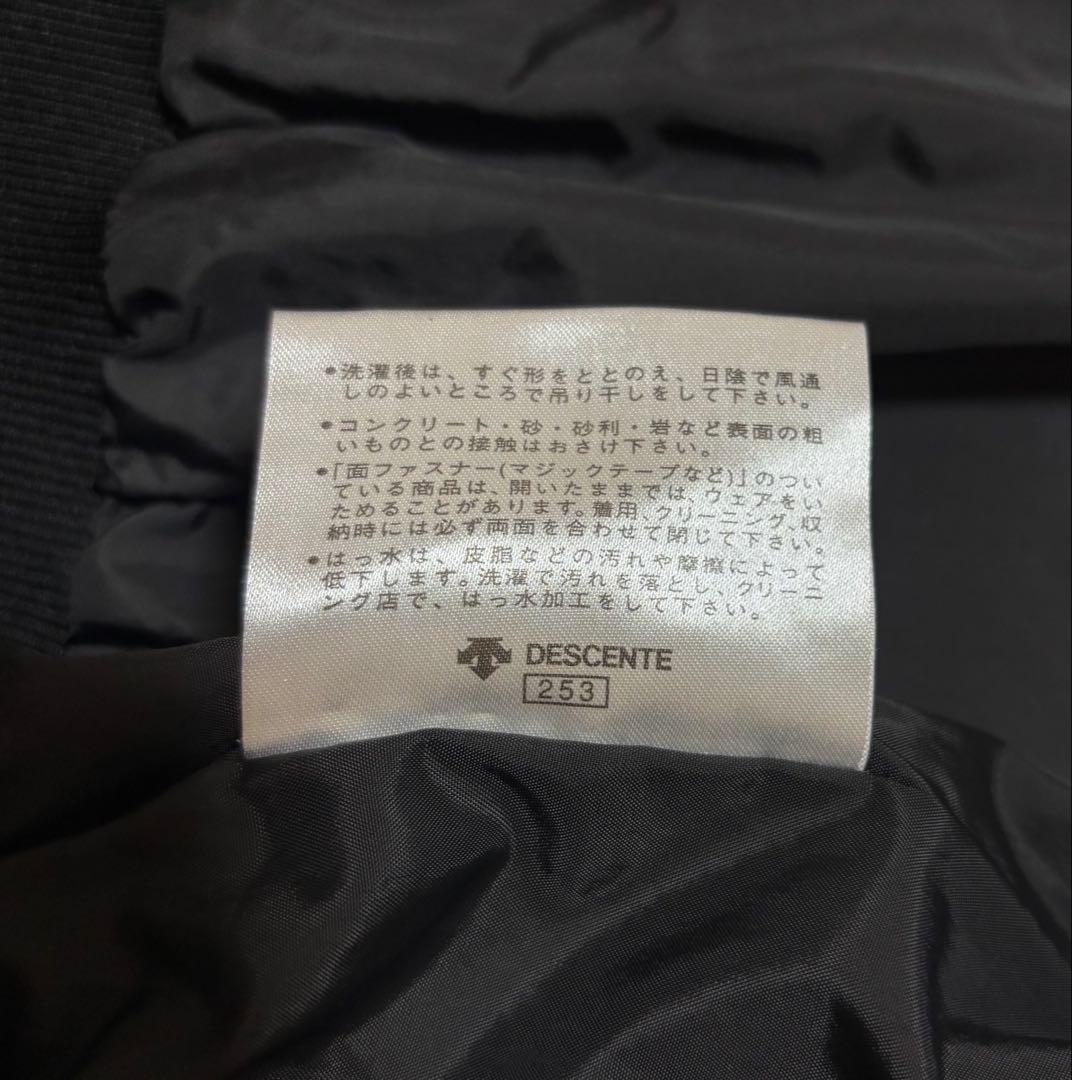 •洗濯後は、すぐ形をととのえ、日陰で風通
しのよいところで吊り干しをして下さい。
•コンクリート・砂・砂利・岩など表面の粗
いものとの接触はおさけ下さい。
•「面ファスナー(マジックテープなど)」のつい
ている商品は、開いたままでは、ウェアをい
ためることがあります。着用、クリーニング、収
納時には必ず両面を合わせて閉じて下さい。
•はっ水は、皮脂などの汚れや摩擦によって
低下します。洗濯で汚れを落とし、クリーニ
ング店で、はっ水加工をして下さい。
DESCENTE
253